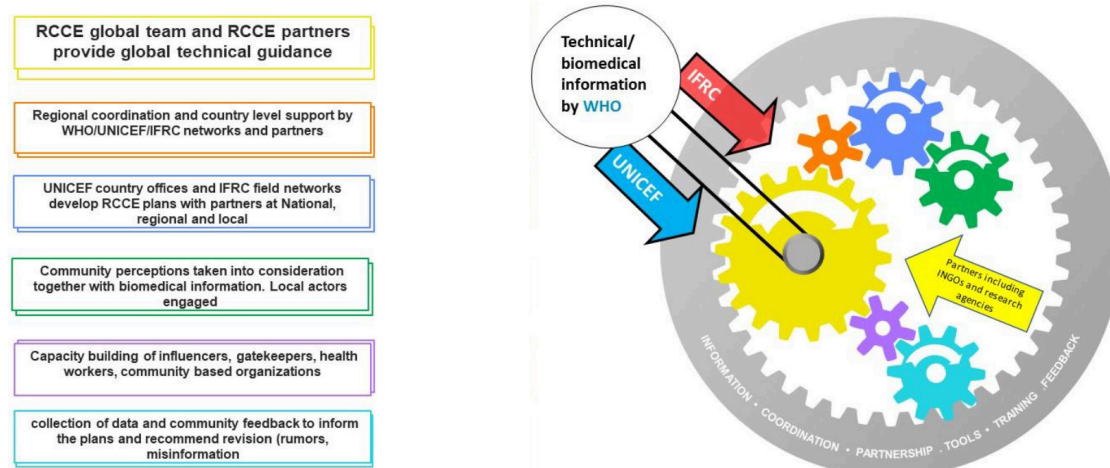 RCCE global team and RCCE partners
provide global technical guidance
Regional coordination and country level support by
WHO/UNICEF/IFRC networks and partners
UNICEF country offices and IFRC field networks
develop RCCE plans with partners at National,
regional and local
Community perceptions taken into consideration
together with biomedical information. Local actors
engaged
Capacity building of influencers, gatekeepers, health
workers, community based organizations
collection of data and community feedback to inform
the plans and recommend revision (rumors,
misinformation
Technical/
biomedical
information
by WHO
IFRC
UNICEF
Partners including
INGOs and research
agencies
INFORMATION • COORDINATION • PARTNERSHIP . TOOLS • TRAINING .FEEDBACK